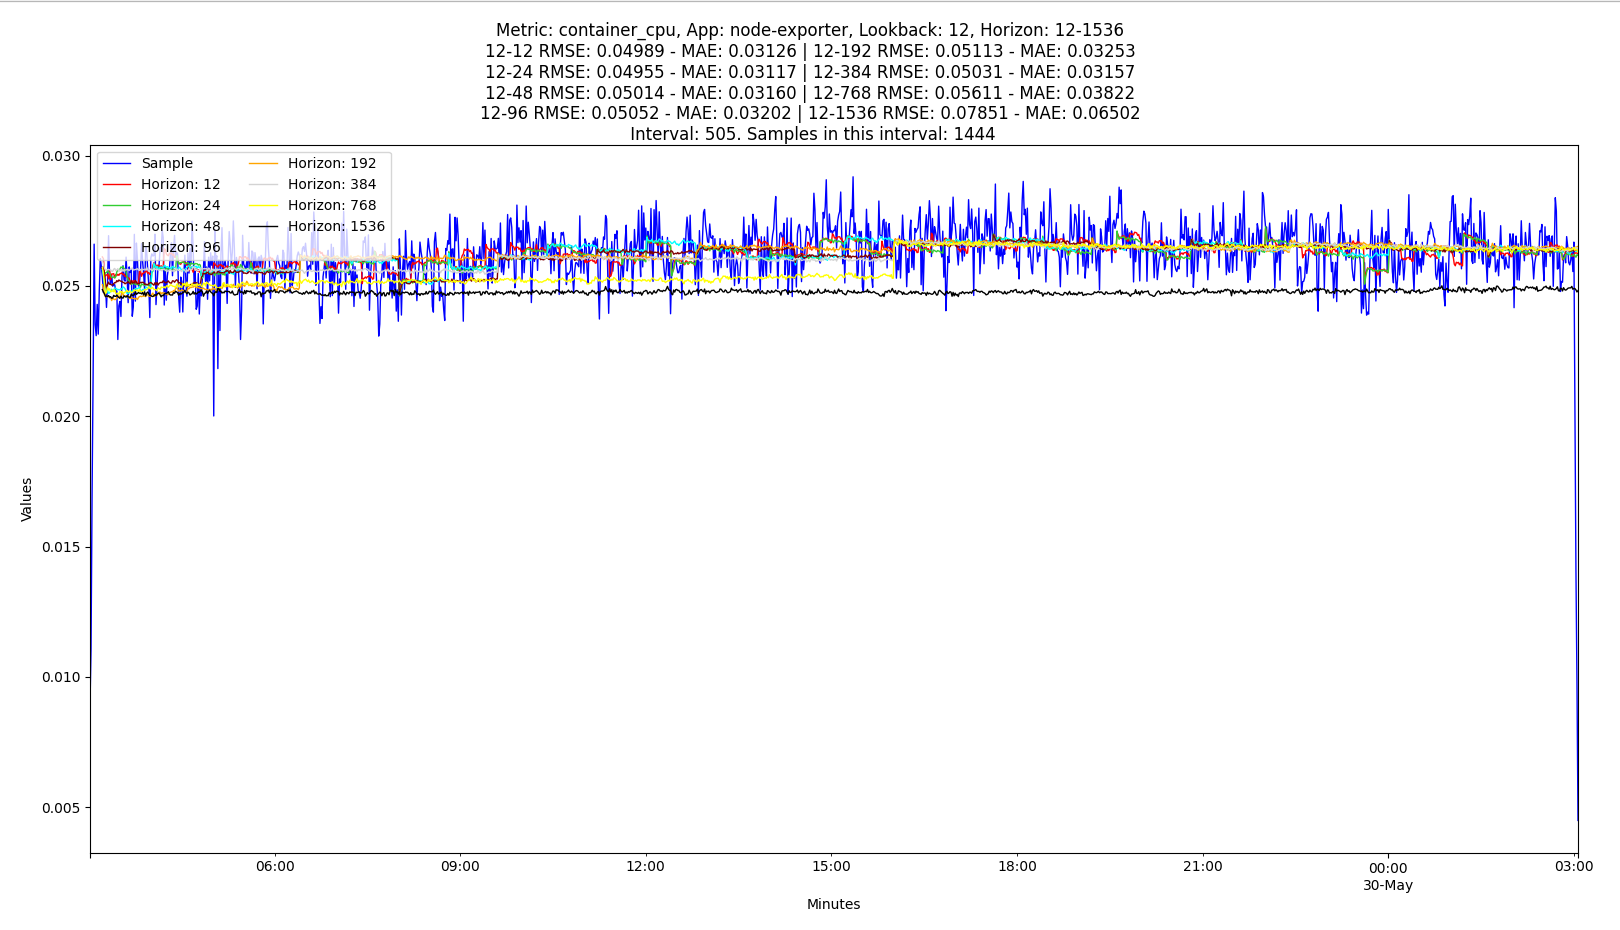 Metric: container_cpu, App: node-exporter, Lookback: 12, Horizon: 12-1536
12-12 RMSE: 0.04989 - MAE: 0.03126 | 12-192 RMSE: 0.05113 - MAE: 0.03253
12-24 RMSE: 0.04955 - MAE: 0.03117 | 12-384 RMSE: 0.05031 - MAE: 0.03157
12-48 RMSE: 0.05014 - MAE: 0.03160 | 12-768 RMSE: 0.05611 - MAE: 0.03822
12-96 RMSE: 0.05052 - MAE: 0.03202 | 12-1536 RMSE: 0.07851 - MAE: 0.06502
Interval: 505. Samples in this interval: 1444
Sample
Horizon: 12
Horizon: 24
Horizon: 48
Horizon: 96
Horizon: 192
Horizon: 384
Horizon: 768
Horizon: 1536
0.030
0.025
0.020
0.015
0.010
0.005
Values
06:00
09:00
12:00
15:00
18:00
21:00
00:00
30-May
03:00
Minutes